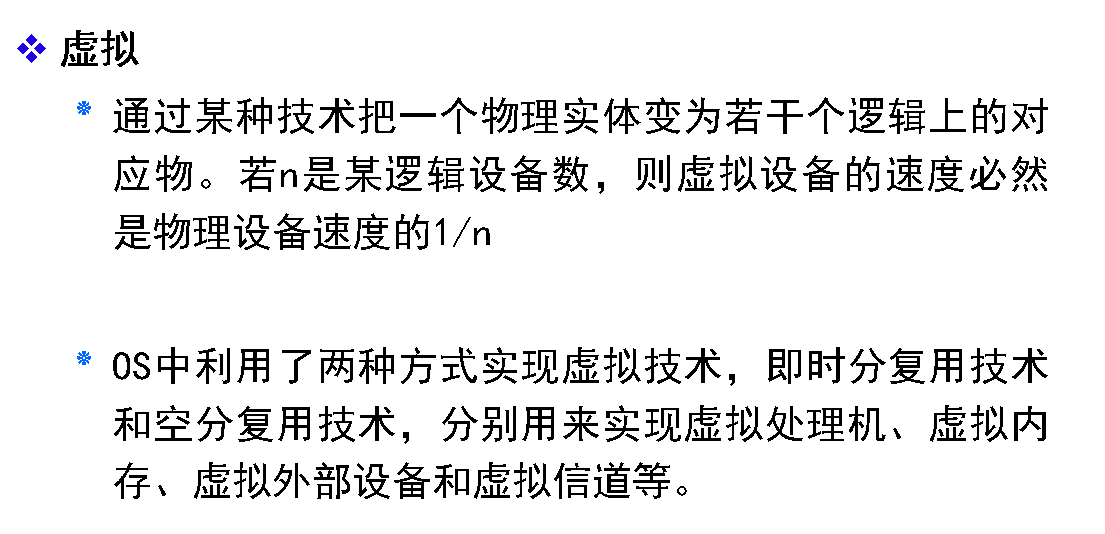 虚拟
通过某种技术把一个物理实体变为若干个逻辑上的对
应物。若n是某逻辑设备数，则虚拟设备的速度必然
是物理设备速度的1/n
OS中利用了两种方式实现虚拟技术，即时分复用技术
和空分复用技术，分别用来实现虚拟处理机、虚拟内
存、虚拟外部设备和虚拟信道等。